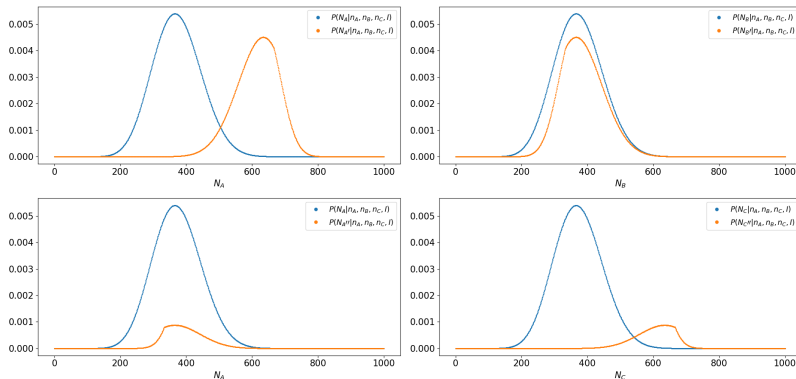 P(N_A|n_A, n_B, n_C, I)
P(N_A'|n_A, n_B, n_C, I)
0.005
0.004
0.003
0.002
0.001
0.000
0 200 400 600 800 1000
N_A
P(N_B|n_A, n_B, n_C, I)
P(N_B'|n_A, n_B, n_C, I)
0.005
0.004
0.003
0.002
0.001
0.000
0 200 400 600 800 1000
N_B
P(N_A|n_A, n_B, n_C, I)
P(N_A''|n_A, n_B, n_C, I)
0.005
0.004
0.003
0.002
0.001
0.000
0 200 400 600 800 1000
N_A
P(N_C|n_A, n_B, n_C, I)
P(N_C''|n_A, n_B, n_C, I)
0.005
0.004
0.003
0.002
0.001
0.000
0 200 400 600 800 1000
N_C